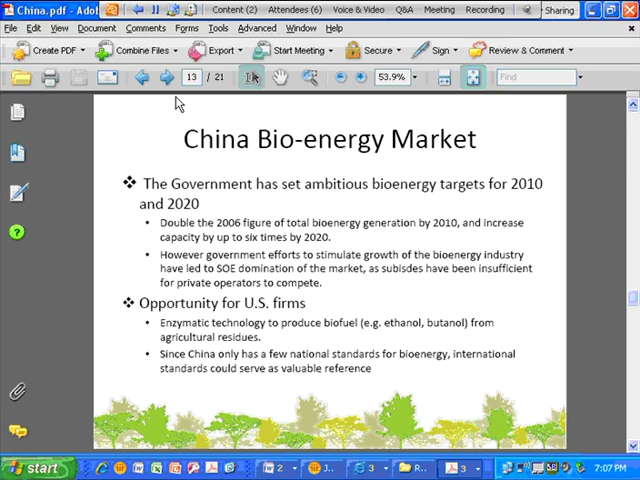 China.pdf - Adob
Content (2) Attendees (6) Voice & Video Q&A Meeting Recording Sharing
File Edit View Document Comments Forms Tools Advanced Window Help
Create PDF Combine Files Export Start Meeting Secure Sign Review & Comment
13 / 21 53.9% Find
China Bio-energy Market
The Government has set ambitious bioenergy targets for 2010
and 2020
Double the 2006 figure of total bioenergy generation by 2010, and increase
capacity by up to six times by 2020.
However government efforts to stimulate growth of the bioenergy industry
have led to SOE domination of the market, as subisdes have been insufficient
for private operators to compete.
Opportunity for U.S. firms
Enzymatic technology to produce biofuel (e.g. ethanol, butanol) from
agricultural residues.
Since China only has a few national standards for bioenergy, international
standards could serve as valuable reference
start 2 J... 3 R... 3 7:07 PM